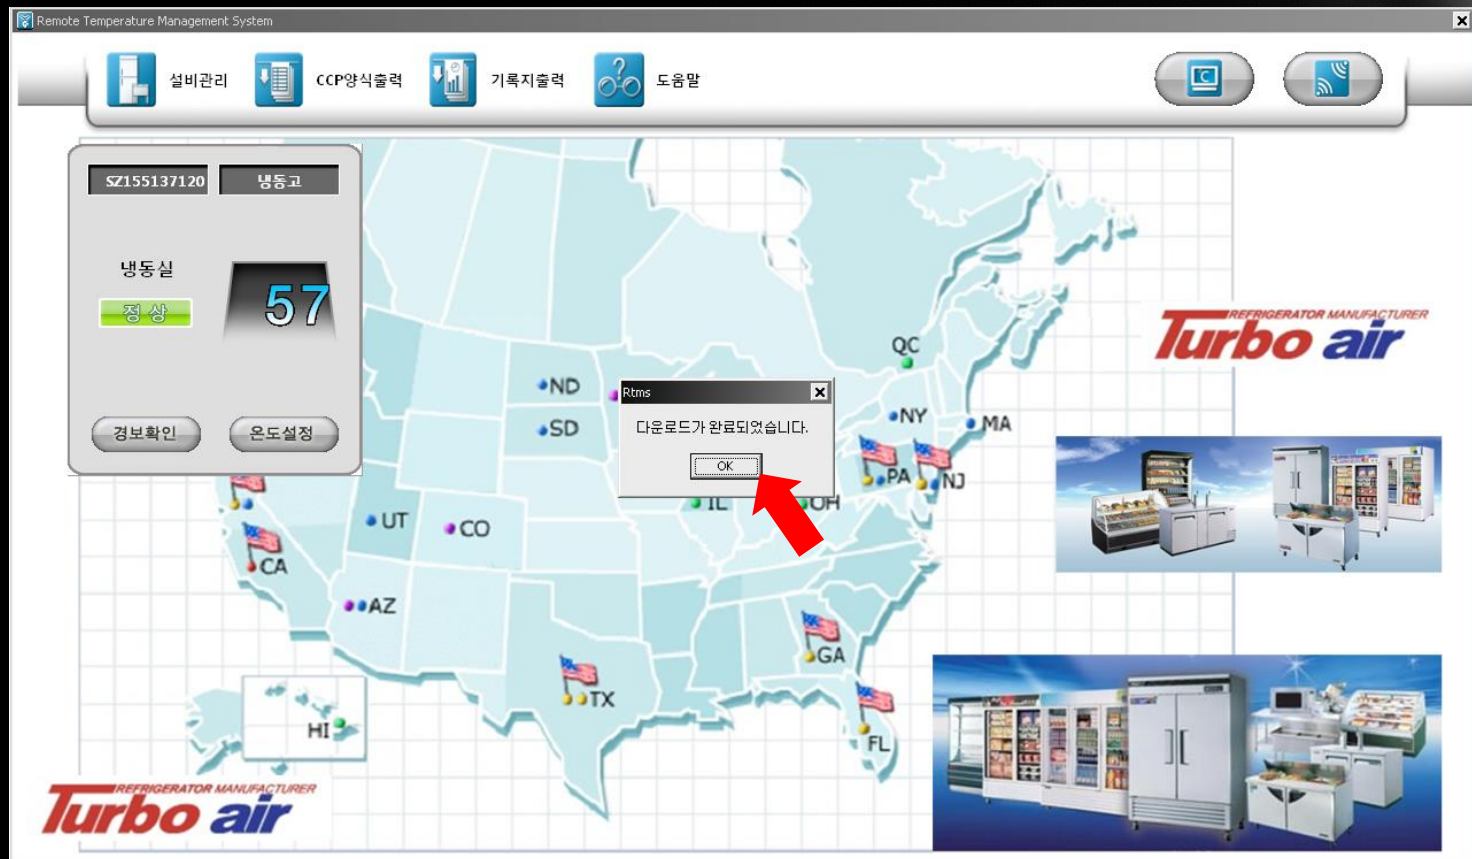 Remote Temperature Management System
설비관리 CCP양식출력 기록지출력 도움말
C
SZ155137120 냉동고
냉동실
정 상
57
경보확인 온도설정
Rtms
다운로드가 완료되었습니다.
OK
QC
ND
SD
NY
MA
PA
NJ
IL
OH
UT
CO
CA
AZ
GA
TX
HI
FL
REFRIGERATOR MANUFACTURER
Turbo air
REFRIGERATOR MANUFACTURER
Turbo air